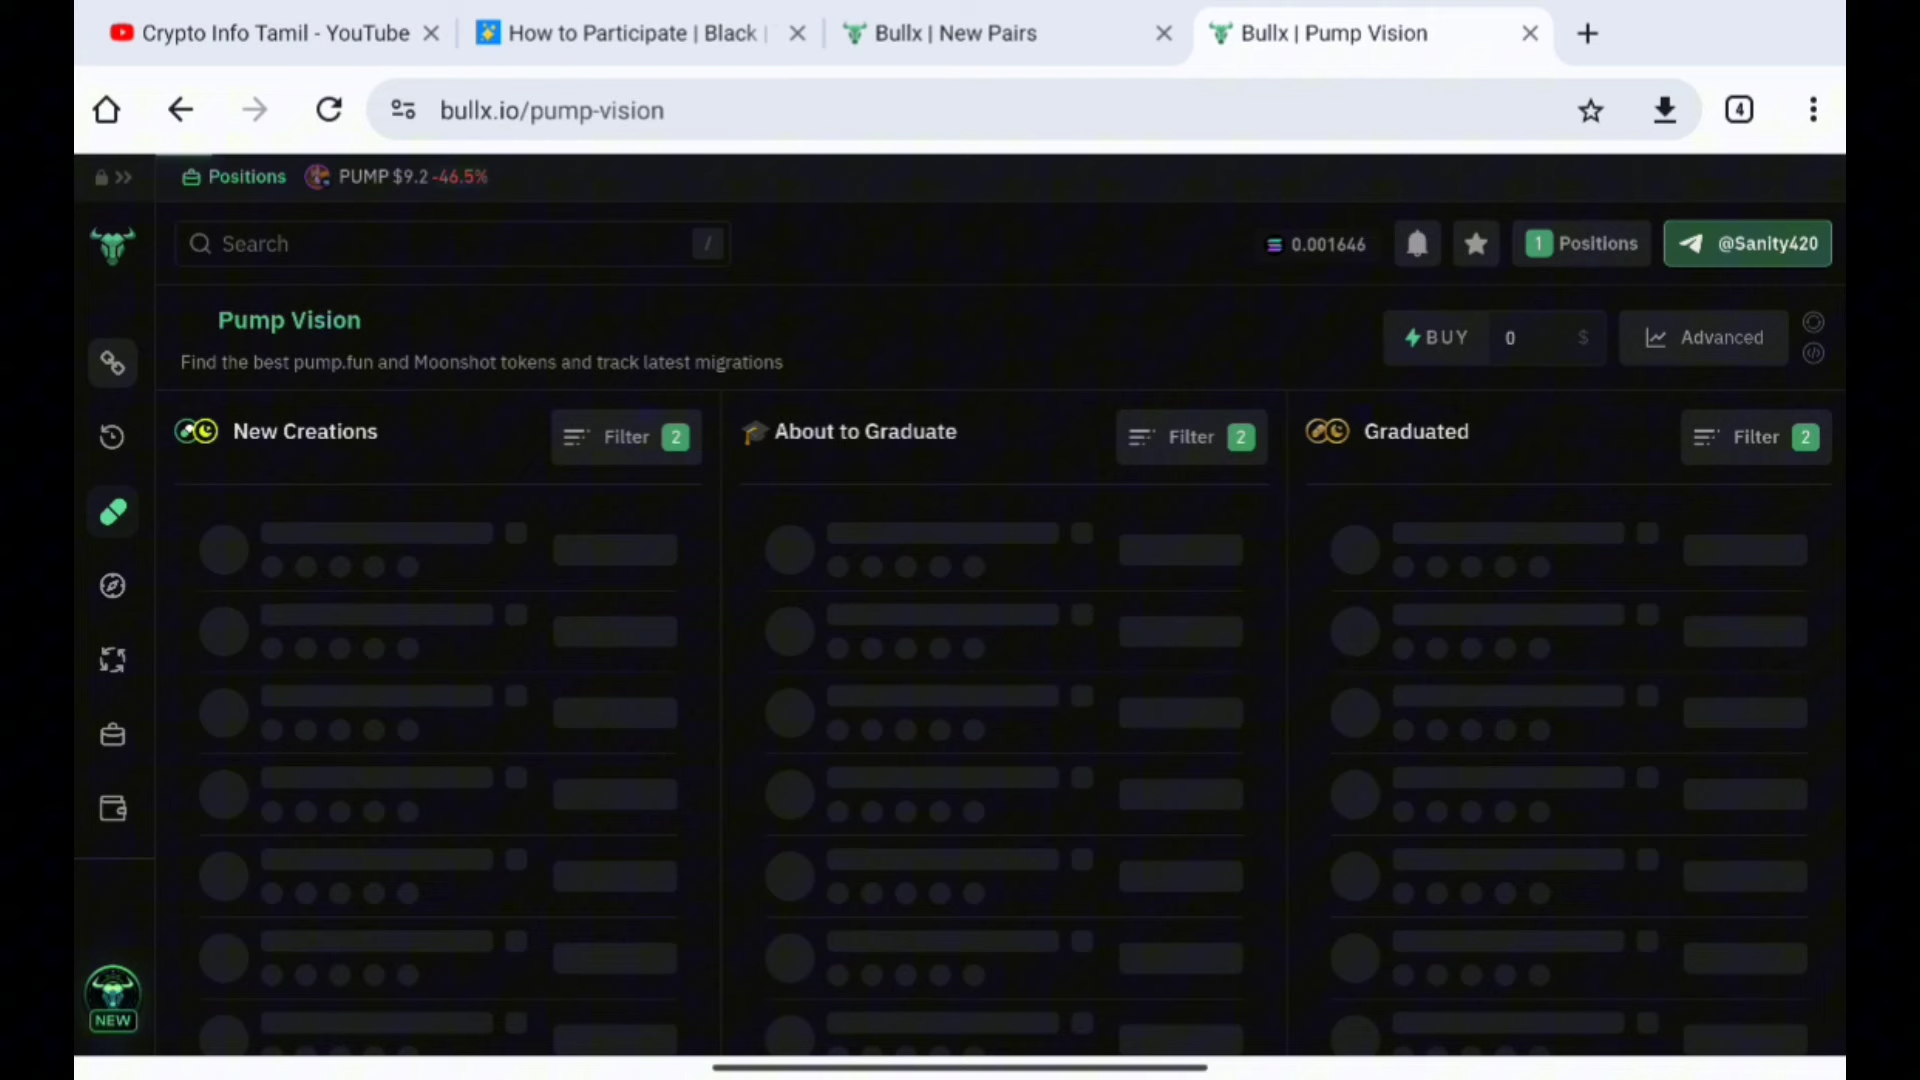 Crypto Info Tamil - YouTube
How to Participate | Black
Bullx | New Pairs
Bullx | Pump Vision
bullx.io/pump-vision
4
Positions
PUMP $9.2 -46.5%
Search
/
0.001646
1 Positions
@Sanity420
Pump Vision
Find the best pump.fun and Moonshot tokens and track latest migrations
BUY 0 $
Advanced
New Creations
Filter 2
About to Graduate
Filter 2
Graduated
Filter 2
NEW